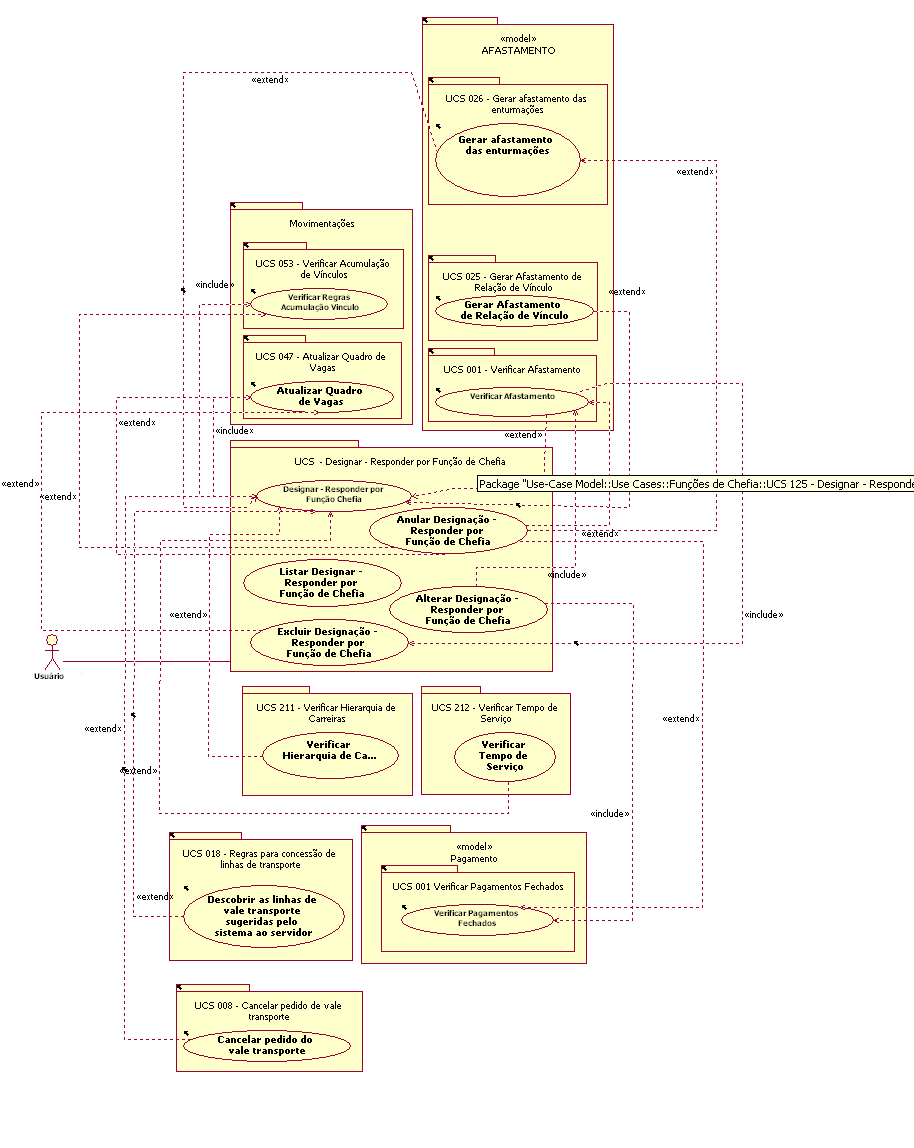 «model»
AFASTAMENTO
«extend»
UCS 026 - Gerar afastamento das
enturmações
Gerar afastamento
das enturmações
«extend»
Movimentações
UCS 053 - Verificar Acumulação
de Vínculos
«include»
Verificar Regras
Acumulação Vinculo
UCS 025 - Gerar Afastamento de
Relação de Vínculo
«extend»
Gerar Afastamento
de Relação de Vínculo
UCS 047 - Atualizar Quadro de
Vagas
Atualizar Quadro
de Vagas
UCS 001 - Verificar Afastamento
Verificar Afastamento
«extend»
«include»
«extend»
UCS - Designar - Responder por Função de Chefia
«extend»
«extend»
Designar - Responder por
Função Chefia
Package "Use-Case Model::Use Cases::Funções de Chefia::UCS 125 - Designar - Responde
Anular Designação -
Responder por
Função de Chefia
«extend»
Listar Designar -
Responder por
Função de Chefia
«include»
Alterar Designação -
Responder por
Função de Chefia
«extend»
«include»
Excluir Designação -
Responder por
Função de Chefia
Usuário
UCS 211 - Verificar Hierarquia de
Carreiras
Verificar
Hierarquia de Ca...
UCS 212 - Verificar Tempo de
Serviço
Verificar
Tempo de
Serviço
«extend»
«extend»
«extend»
«include»
UCS 018 - Regras para concessão de
linhas de transporte
«extend»
Descobrir as linhas de
vale transporte
sugeridas pelo
sistema ao servidor
«model»
Pagamento
UCS 001 Verificar Pagamentos Fechados
Verificar Pagamentos
Fechados
UCS 008 - Cancelar pedido de vale
transporte
Cancelar pedido do
vale transporte